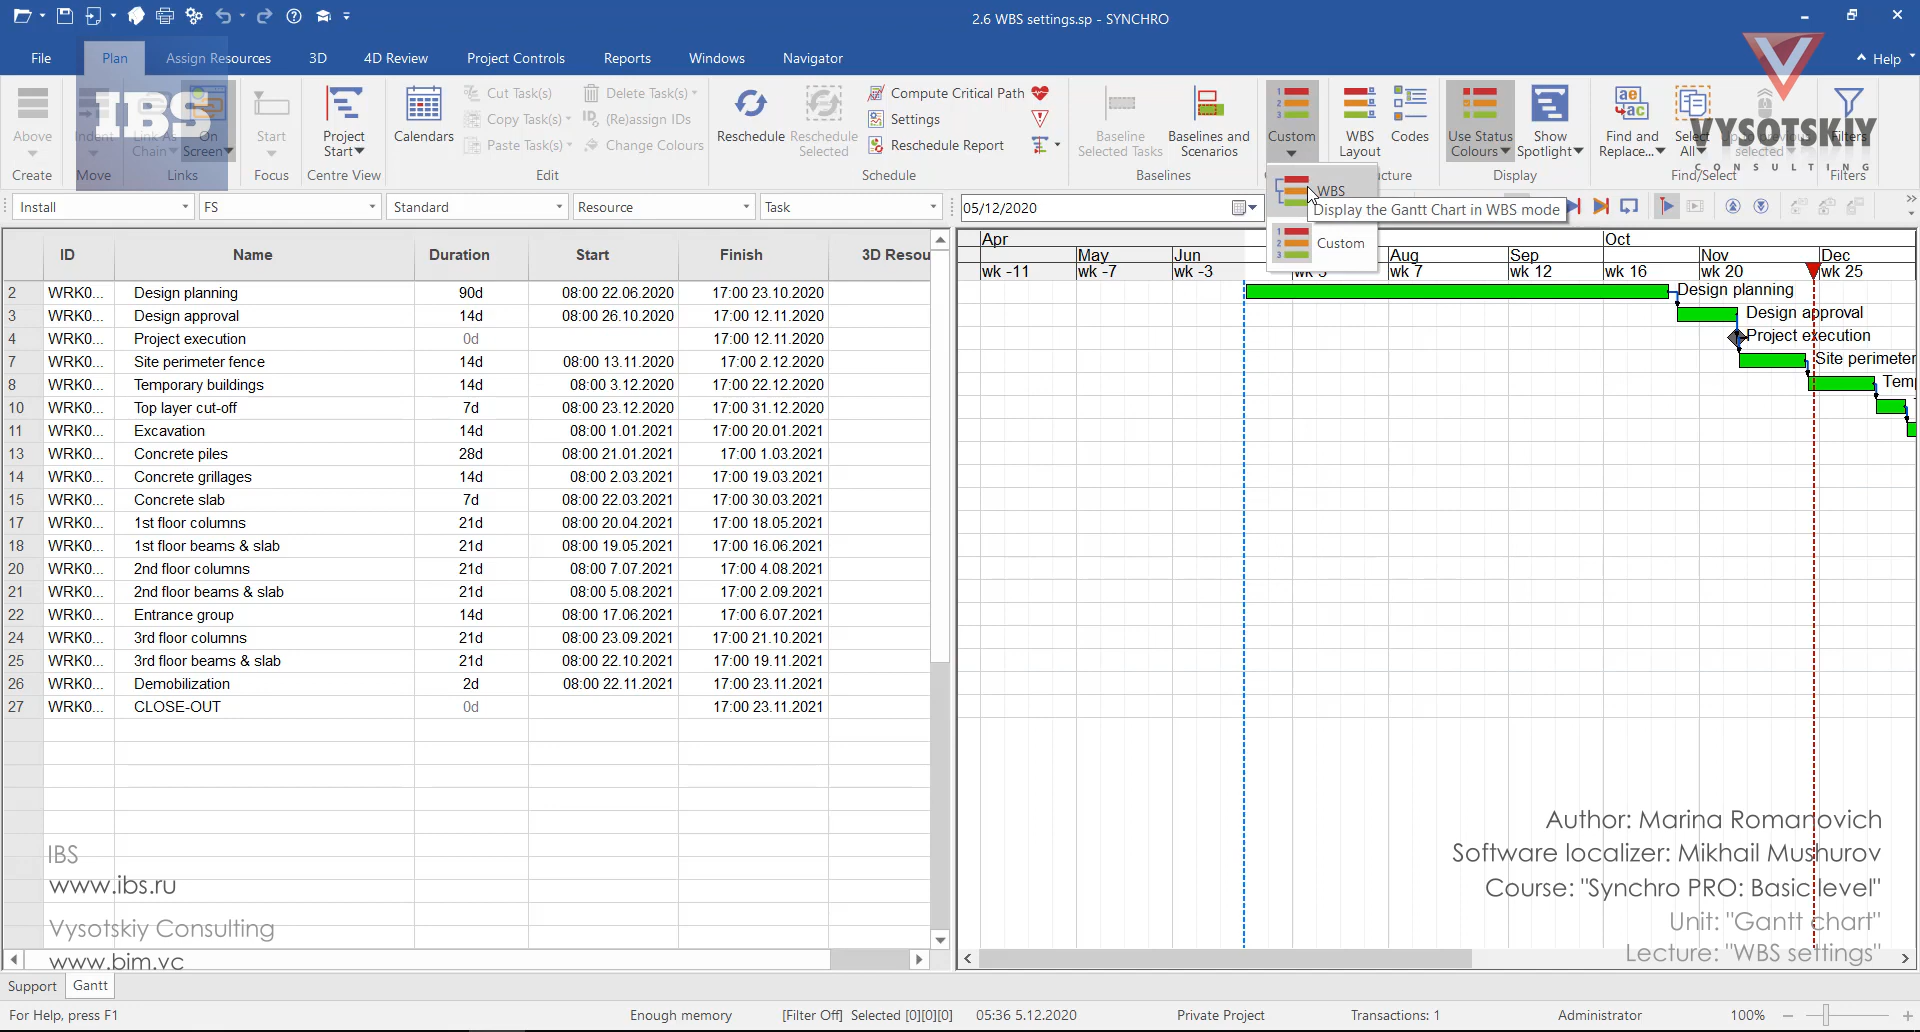 2.6 WBS settings.sp - SYNCHRO
File Plan Assign Resources 3D 4D Review Project Controls Reports Windows Navigator Help
IBS
Above
Create
Indent
Move
Link As
Chain
On
Screen
Links
Start
Focus
Project
Start
Centre View
Calendars
Cut Task(s)
Copy Task(s)
Paste Task(s)
Delete Task(s)
(Re)assign IDs
Change Colours
Edit
Reschedule
Reschedule
Selected
Compute Critical Path
Settings
Reschedule Report
Schedule
Baseline
Selected Tasks
Baselines and
Scenarios
Baselines
Custom
WBS
Layout
Codes
Use Status
Colours
Show
Spotlight
Display
Find and
Replace...
Select
All
Find/Select
Filters
Filters
VYSOTSKIY
CONSULTING
Install FS Standard Resource Task 05/12/2020
WBS
Display the Gantt Chart in WBS mode
Custom
ID Name Duration Start Finish 3D Resou
2 WRK0... Design planning 90d 08:00 22.06.2020 17:00 23.10.2020
3 WRK0... Design approval 14d 08:00 26.10.2020 17:00 12.11.2020
4 WRK0... Project execution 0d 17:00 12.11.2020
7 WRK0... Site perimeter fence 14d 08:00 13.11.2020 17:00 2.12.2020
8 WRK0... Temporary buildings 14d 08:00 3.12.2020 17:00 22.12.2020
10 WRK0... Top layer cut-off 7d 08:00 23.12.2020 17:00 31.12.2020
11 WRK0... Excavation 14d 08:00 1.01.2021 17:00 20.01.2021
13 WRK0... Concrete piles 28d 08:00 21.01.2021 17:00 1.03.2021
14 WRK0... Concrete grillages 14d 08:00 2.03.2021 17:00 19.03.2021
15 WRK0... Concrete slab 7d 08:00 22.03.2021 17:00 30.03.2021
17 WRK0... 1st floor columns 21d 08:00 20.04.2021 17:00 18.05.2021
18 WRK0... 1st floor beams & slab 21d 08:00 19.05.2021 17:00 16.06.2021
20 WRK0... 2nd floor columns 21d 08:00 7.07.2021 17:00 4.08.2021
21 WRK0... 2nd floor beams & slab 21d 08:00 5.08.2021 17:00 2.09.2021
22 WRK0... Entrance group 14d 08:00 17.06.2021 17:00 6.07.2021
24 WRK0... 3rd floor columns 21d 08:00 23.09.2021 17:00 21.10.2021
25 WRK0... 3rd floor beams & slab 21d 08:00 22.10.2021 17:00 19.11.2021
26 WRK0... Demobilization 2d 08:00 22.11.2021 17:00 23.11.2021
27 WRK0... CLOSE-OUT 0d 17:00 23.11.2021
Apr Oct
May Jun Aug Sep Nov Dec
wk -11 wk -7 wk -3 wk 7 wk 12 wk 16 wk 20 wk 25
Design planning
Design approval
Project execution
Site perimeter
Temp
IBS
www.ibs.ru
Vysotskiy Consulting
www.bim.vc
Author: Marina Romanovich
Software localizer: Mikhail Mushurov
Course: "Synchro PRO: Basic level"
Unit: "Gantt chart"
Lecture: "WBS settings"
Support Gantt
For Help, press F1 Enough memory [Filter Off] Selected [0][0][0] 05:36 5.12.2020 Private Project Transactions: 1 Administrator 100%